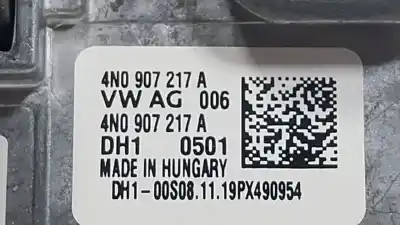 4N0 907 217 A
VW AG 006
4N0 907 217 A
DH1 0501
MADE IN HUNGARY
DH1-00S08.11.19PX490954